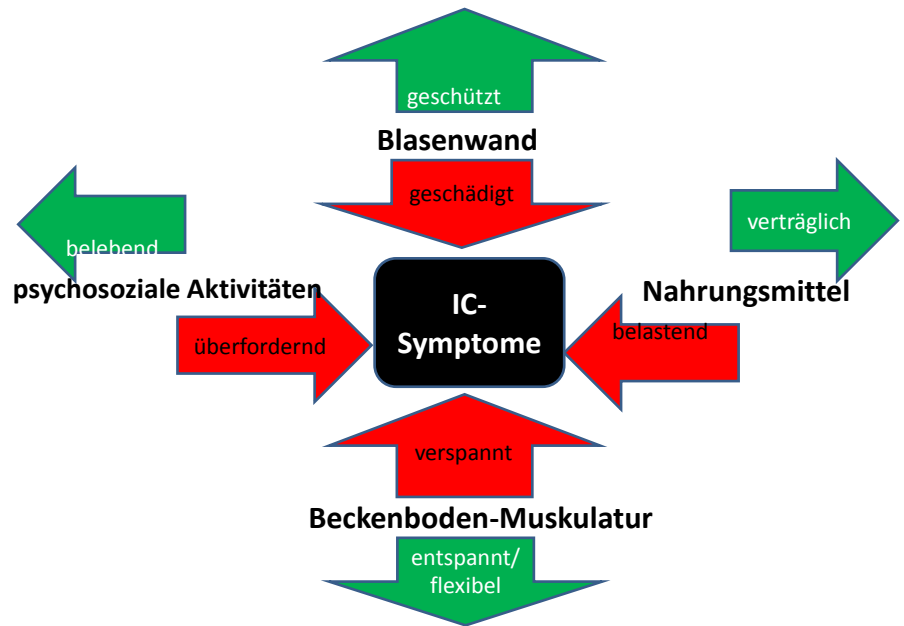 geschützt
Blasenwand
geschädigt
belebend
verträglich
psychosoziale Aktivitäten
Nahrungsmittel
IC-
Symptome
überfordernd
belastend
verspannt
Beckenboden-Muskulatur
entspannt/
flexibel